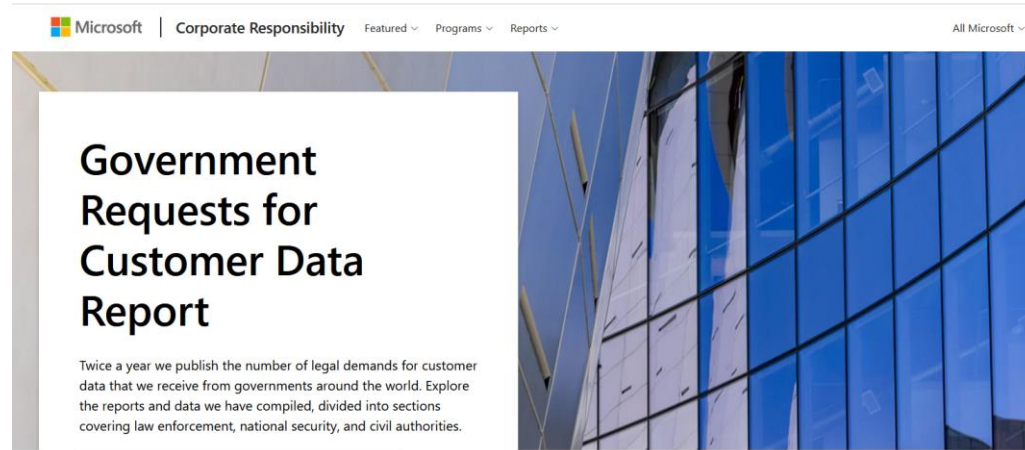 Microsoft | Corporate Responsibility Featured Programs Reports All Microsoft
Government
Requests for
Customer Data
Report
Twice a year we publish the number of legal demands for customer
data that we receive from governments around the world. Explore
the reports and data we have compiled, divided into sections
covering law enforcement, national security, and civil authorities.